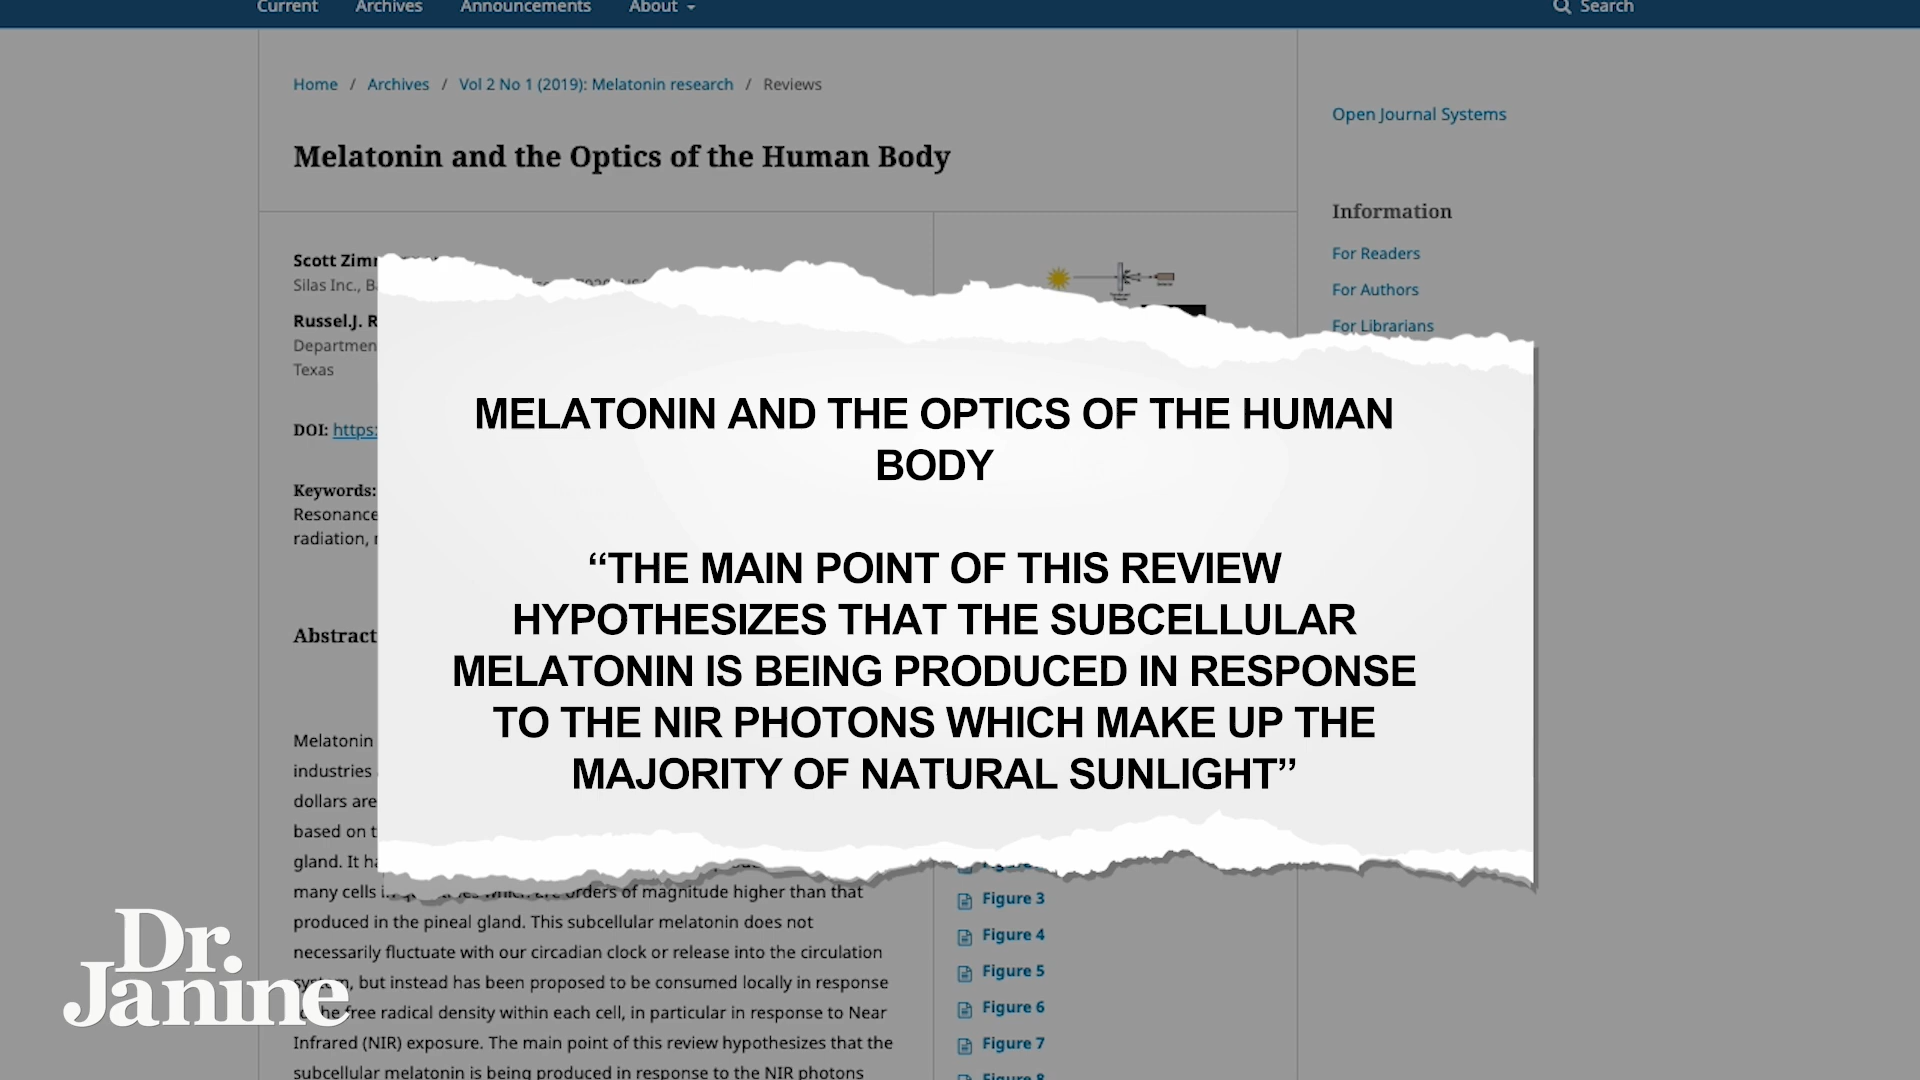 Current Archives Announcements About Search
Home / Archives / Vol 2 No 1 (2019): Melatonin research / Reviews
Melatonin and the Optics of the Human Body
Open Journal Systems
Information
For Readers
For Authors
For Librarians
Scott
Silas Inc.,
Russel.J.
Texas
DOI: https:
Keywords:
Resonance
radiation,
Abstract
Melatonin
industries
dollars are
based on
gland. It
MELATONIN AND THE OPTICS OF THE HUMAN
BODY
“THE MAIN POINT OF THIS REVIEW
HYPOTHESIZES THAT THE SUBCELLULAR
MELATONIN IS BEING PRODUCED IN RESPONSE
TO THE NIR PHOTONS WHICH MAKE UP THE
MAJORITY OF NATURAL SUNLIGHT”
many cells orders of magnitude higher than that
produced in the pineal gland. This subcellular melatonin does not
necessarily fluctuate with our circadian clock or release into the circulation
system, but instead has been proposed to be consumed locally in response
the free radical density within each cell, in particular in response to Near
Infrared (NIR) exposure. The main point of this review hypothesizes that the
subcellular melatonin is being produced in response to the NIR photons
Figure 3
Figure 4
Figure 5
Figure 6
Figure 7
Figure 8
Dr.
Janine